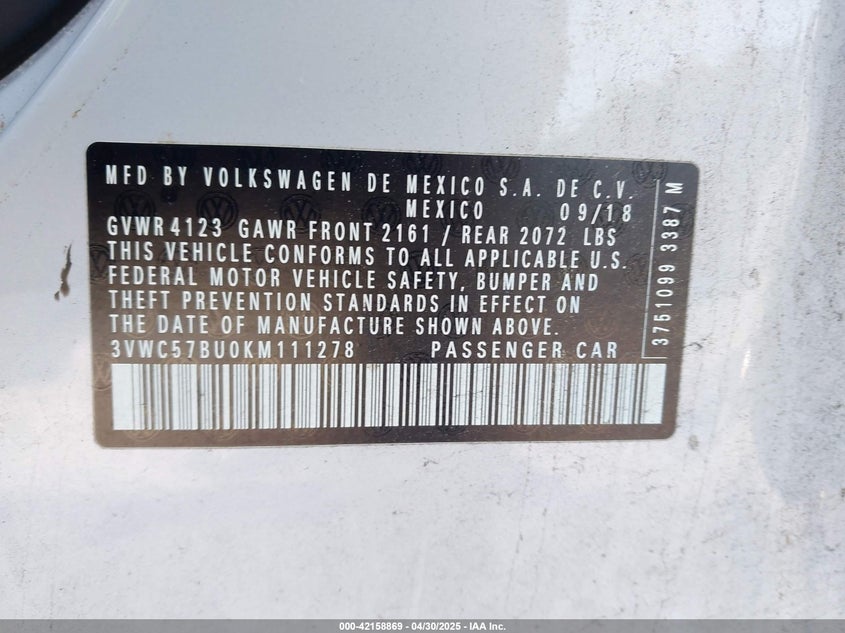 MFD BY VOLKSWAGEN DE MEXICO S.A. DE C.V.
MEXICO 09/18
GVWR 4123 GAWR FRONT 2161 / REAR 2072 LBS
THIS VEHICLE CONFORMS TO ALL APPLICABLE U.S.
FEDERAL MOTOR VEHICLE SAFETY, BUMPER AND
THEFT PREVENTION STANDARDS IN EFFECT ON
THE DATE OF MANUFACTURE SHOWN ABOVE.
3VWC57BU0KM111278 PASSENGER CAR
3751099 3387 M
000-42158869 - 04/30/2025 - IAA Inc.